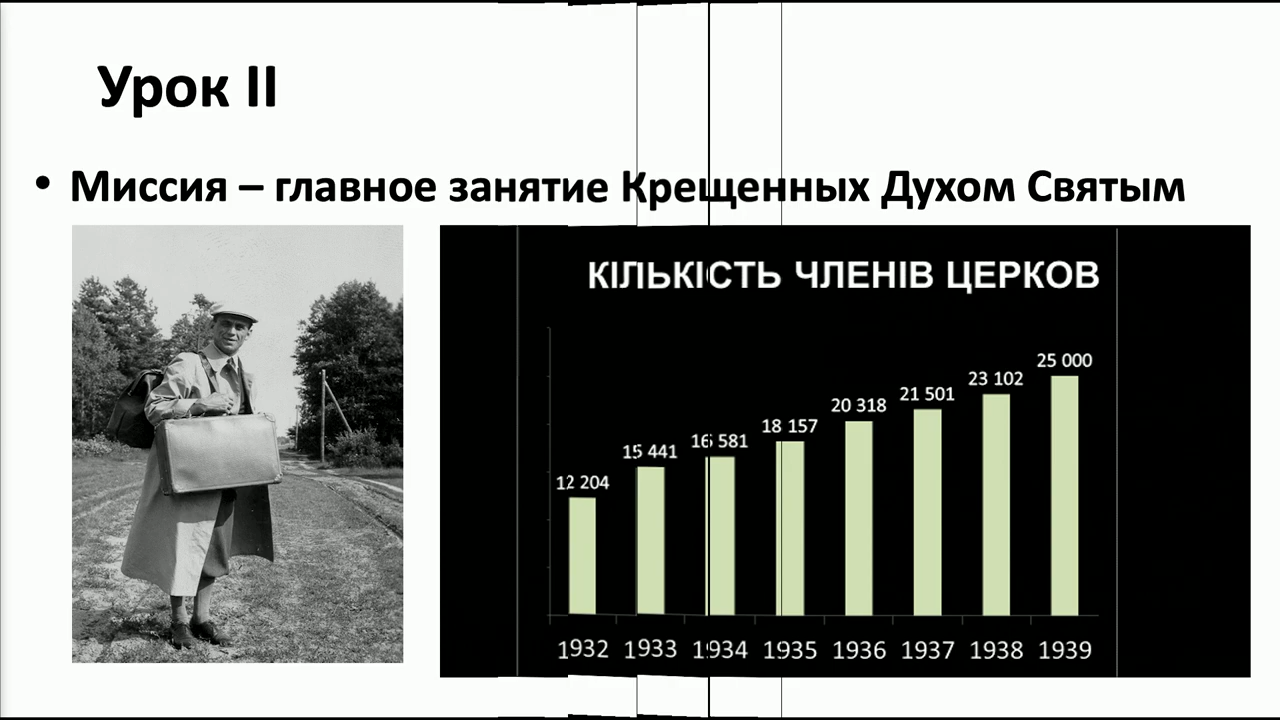 Урок II
• Миссия – главное занятие Крещенных Духом Святым
КІЛЬКІСТЬ ЧЛЕНІВ ЦЕРКОВ
12 204
15 441
16 581
18 157
20 318
21 501
23 102
25 000
1932 1933 1934 1935 1936 1937 1938 1939